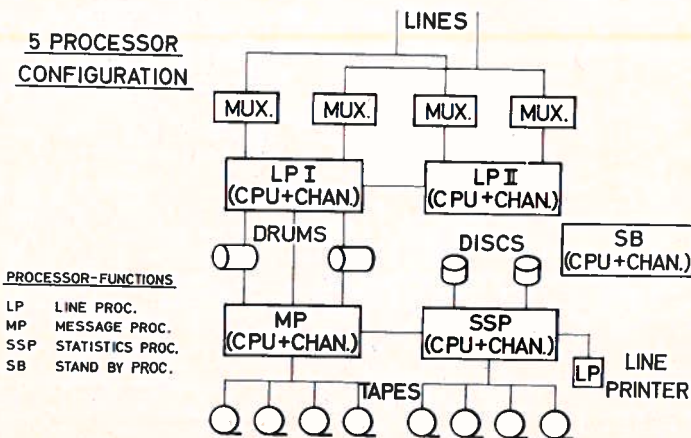 LINES
5 PROCESSOR
CONFIGURATION
MUX. MUX. MUX. MUX.
LP I LP II
(CPU+CHAN.) (CPU+CHAN.)
DRUMS DISCS SB
(CPU+CHAN.)
PROCESSOR-FUNCTIONS
LP LINE PROC.
MP MESSAGE PROC.
SSP STATISTICS PROC.
SB STAND BY PROC.
MP SSP
(CPU+CHAN.) (CPU+CHAN.)
LP LINE
PRINTER
TAPES